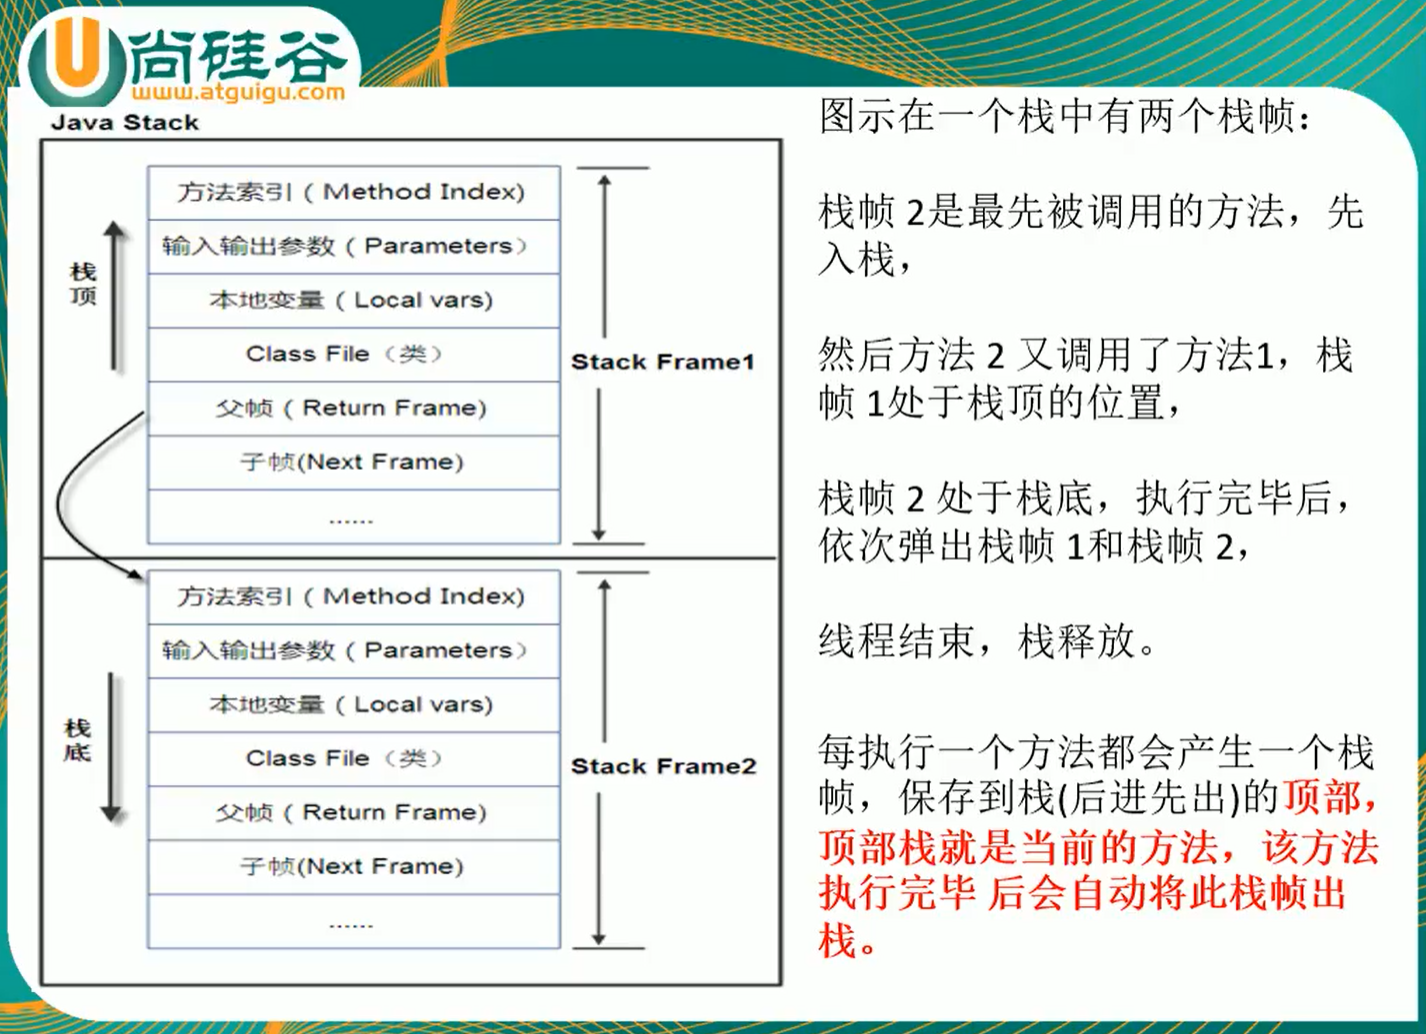 尚硅谷
www.atguigu.com
Java Stack
栈
顶
方法索引 ( Method Index)
输入输出参数 ( Parameters）
本地变量 ( Local vars)
Class File（类）
父帧 ( Return Frame)
子帧(Next Frame)
......
Stack Frame1
栈
底
方法索引 ( Method Index)
输入输出参数 ( Parameters）
本地变量 ( Local vars)
Class File（类）
父帧 ( Return Frame)
子帧(Next Frame)
......
Stack Frame2
图示在一个栈中有两个栈帧：
栈帧 2是最先被调用的方法，先
入栈，
然后方法 2 又调用了方法1，栈
帧 1处于栈顶的位置，
栈帧 2 处于栈底，执行完毕后，
依次弹出栈帧 1和栈帧 2，
线程结束，栈释放。
每执行一个方法都会产生一个栈
帧，保存到栈(后进先出)的顶部，
顶部栈就是当前的方法，该方法
执行完毕 后会自动将此栈帧出
栈。